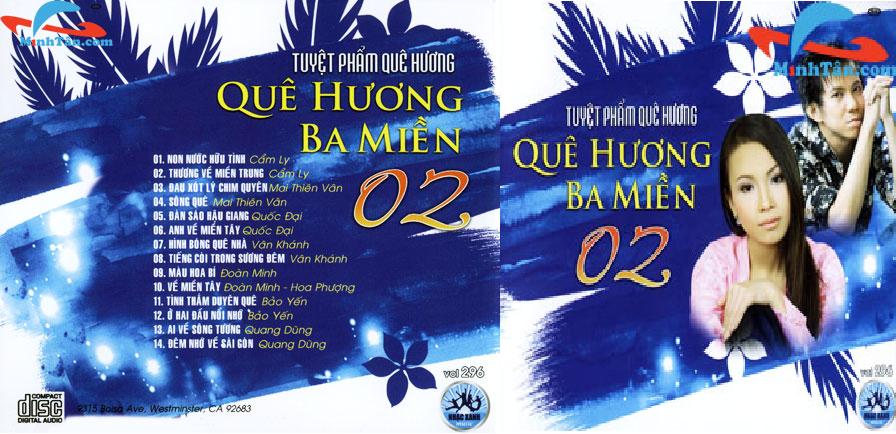 MinhTân.com
TUYỆT PHẨM QUÊ HƯƠNG
QUÊ HƯƠNG
BA MIỀN
02
01. NON NƯỚC HỮU TÌNH Cẩm Ly
02. THƯƠNG VỀ MIỀN TRUNG Cẩm Ly
03. ĐAU XÓT LÝ CHIM QUYÊN Mai Thiên Vân
04. SÔNG QUÊ Mai Thiên Vân
05. ĐÀN SÁO HẬU GIANG Quốc Đại
06. ANH VỀ MIỀN TÂY Quốc Đại
07. HÌNH BÓNG QUÊ NHÀ Vân Khánh
08. TIẾNG CÒI TRONG SƯƠNG ĐÊM Vân Khánh
09. MÀU HOA BÍ Đoàn Minh
10. VỀ MIỀN TÂY Đoàn Minh - Hoa Phượng
11. TÌNH THẮM DUYÊN QUÊ Bảo Yến
12. Ở HAI ĐẦU NỖI NHỚ Bảo Yến
13. AI VỀ SÔNG TƯƠNG Quang Dũng
14. ĐÊM NHỚ VỀ SÀI GÒN Quang Dũng
vol 296
COMPACT
disc
DIGITAL AUDIO
9315 Bolsa Ave, Westminster, CA 92683
NHẠC XANH
MinhTân.com
TUYỆT PHẨM QUÊ HƯƠNG
QUÊ HƯƠNG
BA MIỀN
02
vol 296
NHẠC XANH